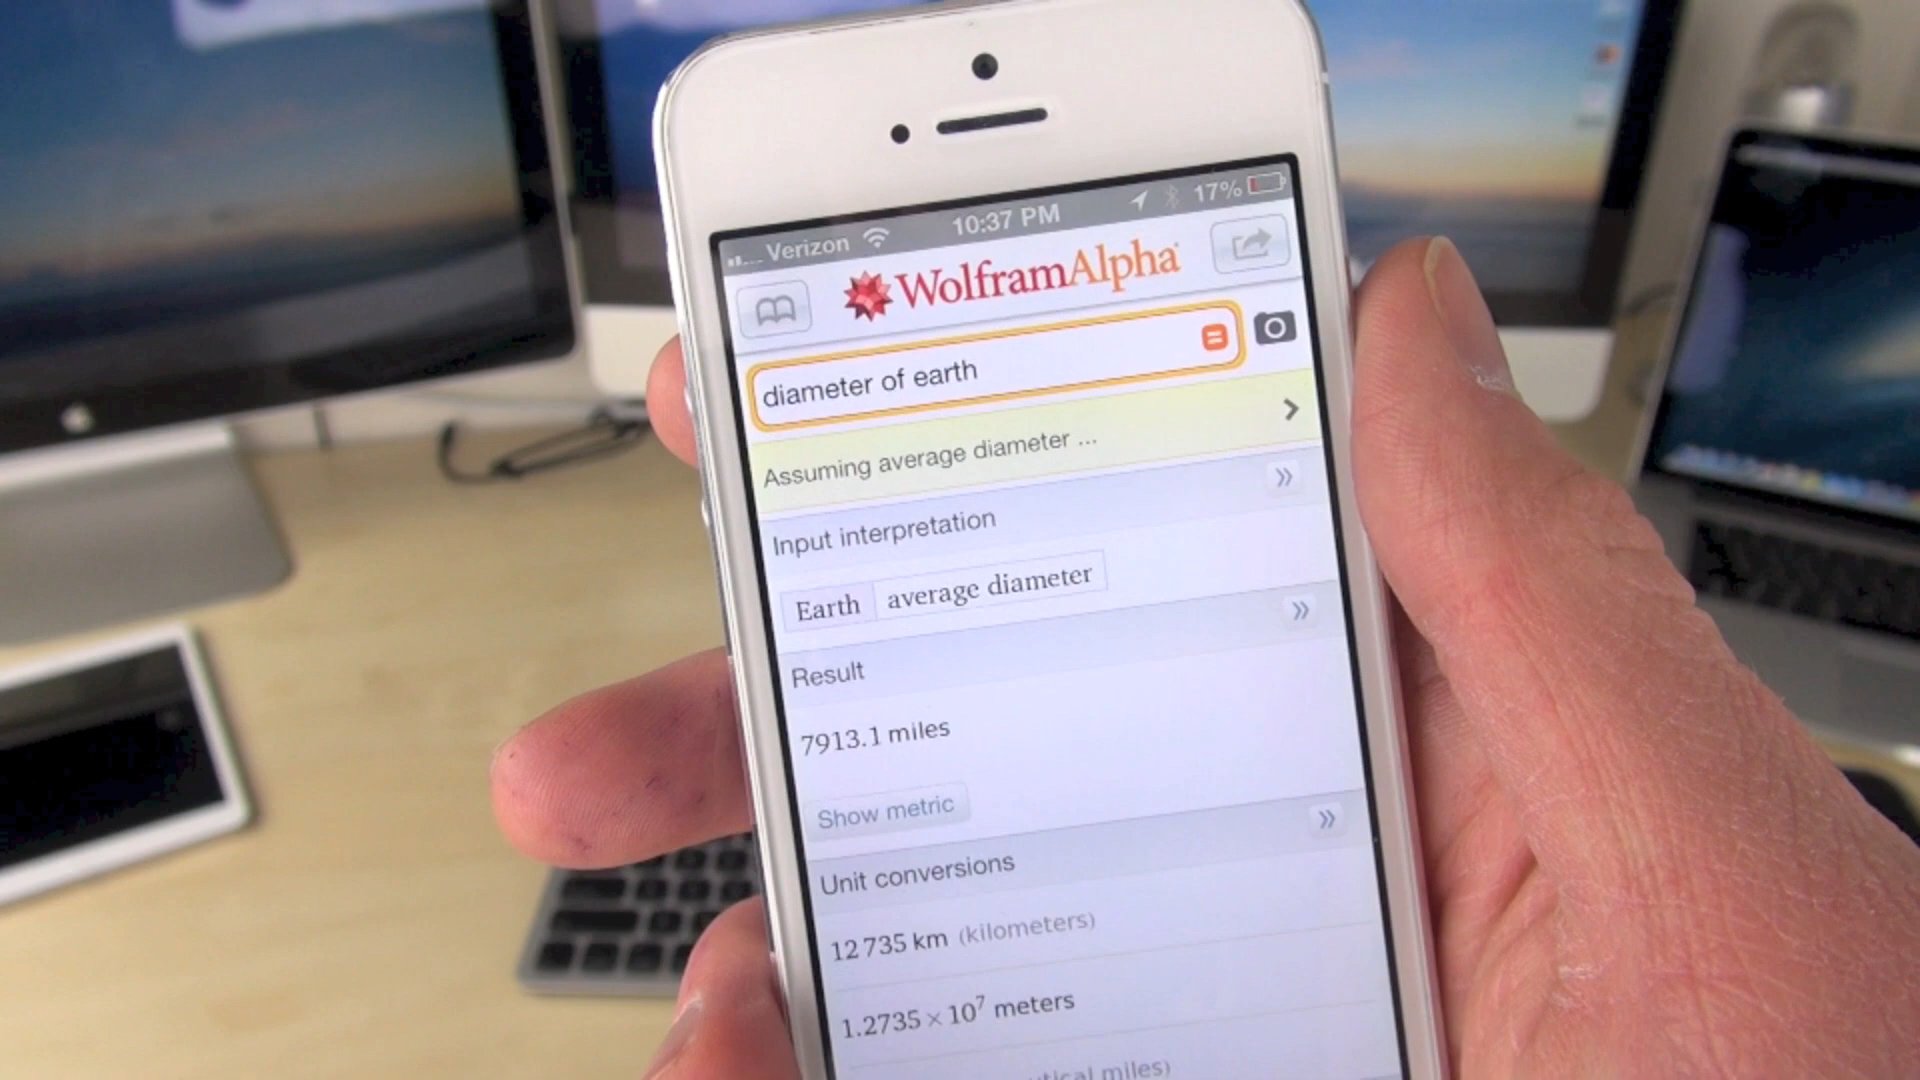 Verizon 10:37 PM 17%
WolframAlpha
diameter of earth
Assuming average diameter ...
Input interpretation
Earth average diameter
Result
7913.1 miles
Show metric
Unit conversions
12 735 km (kilometers)
1.2735 × 10⁷ meters
miles)